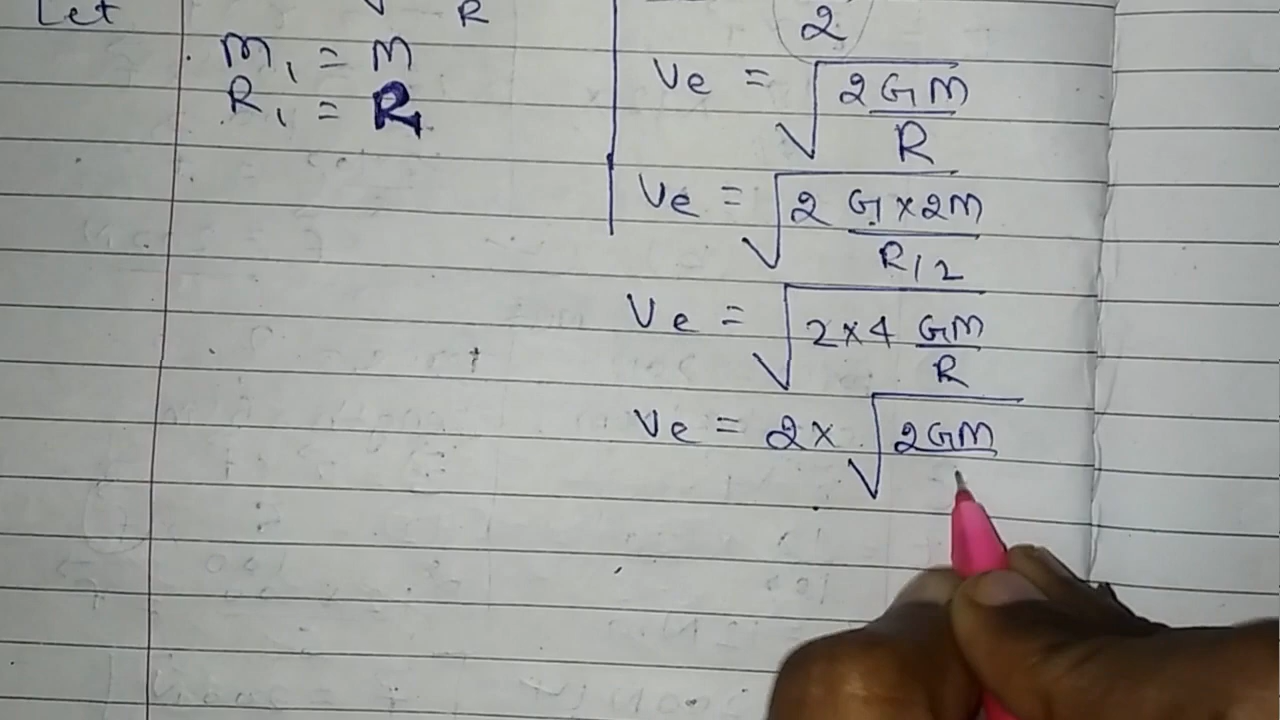 Let
R
M₁ = M
R₁ = R
2
Ve = √2GM/R
Ve = √2 G×2M/R/2
Ve = √2×4 GM/R
Ve = 2× √2GM